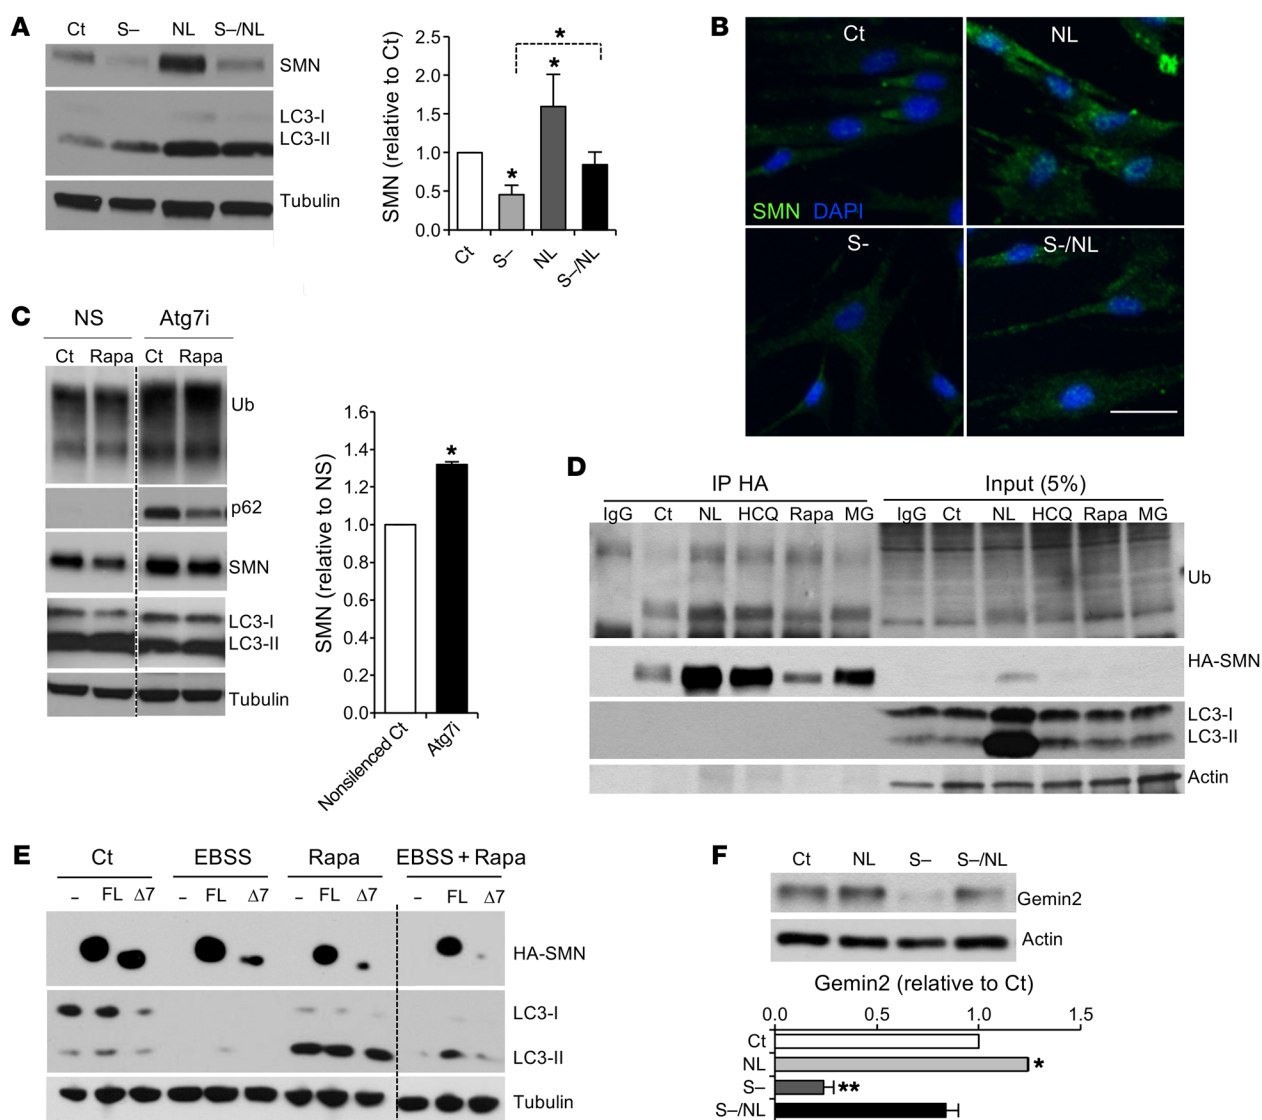 A
Ct S– NL S–/NL
SMN
LC3-I
LC3-II
Tubulin
SMN (relative to Ct)
2.5
2.0
1.5
1.0
0.5
0.0
*
*
*
Ct
S–
NL
S–/NL
B
Ct
NL
SMN DAPI
S-
S-/NL
C
NS Atg7i
Ct Rapa Ct Rapa
Ub
p62
SMN
LC3-I
LC3-II
Tubulin
SMN (relative to NS)
1.6
1.4
1.2
1.0
0.8
0.6
0.4
0.2
0.0
*
Nonsilenced Ct
Atg7i
D
IP HA Input (5%)
IgG Ct NL HCQ Rapa MG IgG Ct NL HCQ Rapa MG
Ub
HA-SMN
LC3-I
LC3-II
Actin
E
Ct EBSS Rapa EBSS + Rapa
– FL Δ7 – FL Δ7 – FL Δ7 – FL Δ7
HA-SMN
LC3-I
LC3-II
Tubulin
F
Ct NL S– S–/NL
Gemin2
Actin
Gemin2 (relative to Ct)
0.0 0.5 1.0 1.5
Ct
NL *
S– **
S–/NL